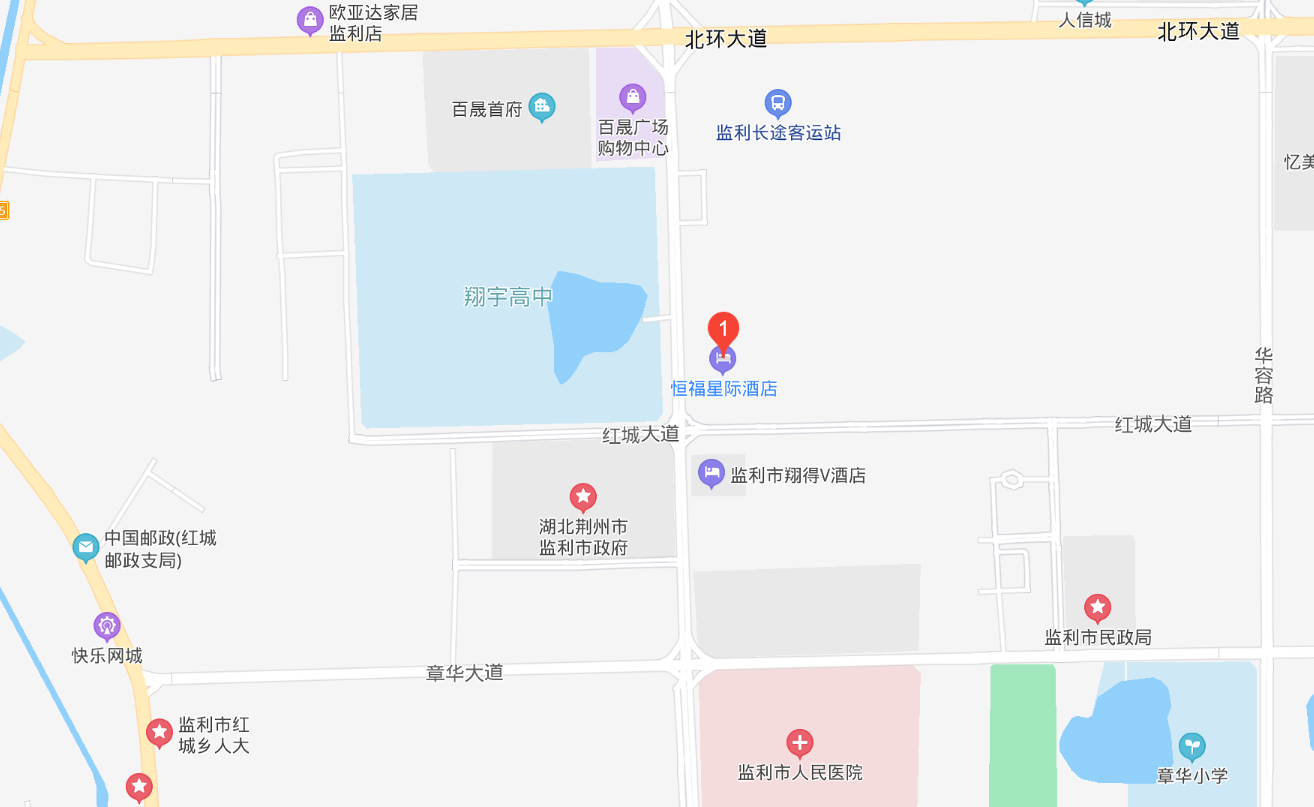 欧亚达家居
监利店
北环大道
人信城
北环大道
百晟首府
百晟广场
购物中心
监利长途客运站
忆美
5
翔宇高中
1
恒福星际酒店
华容路
红城大道
红城大道
监利市翔得V酒店
湖北荆州市
监利市政府
中国邮政(红城
邮政支局)
监利市民政局
快乐网城
章华大道
监利市红
城乡人大
监利市人民医院
章华小学